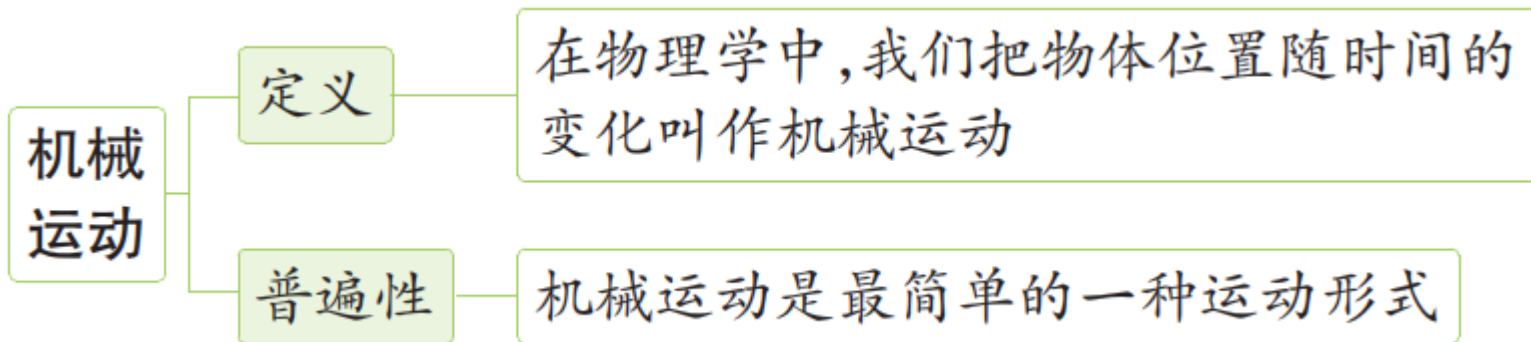 机械
运动
定义
在物理学中,我们把物体位置随时间的
变化叫作机械运动
普遍性
机械运动是最简单的一种运动形式